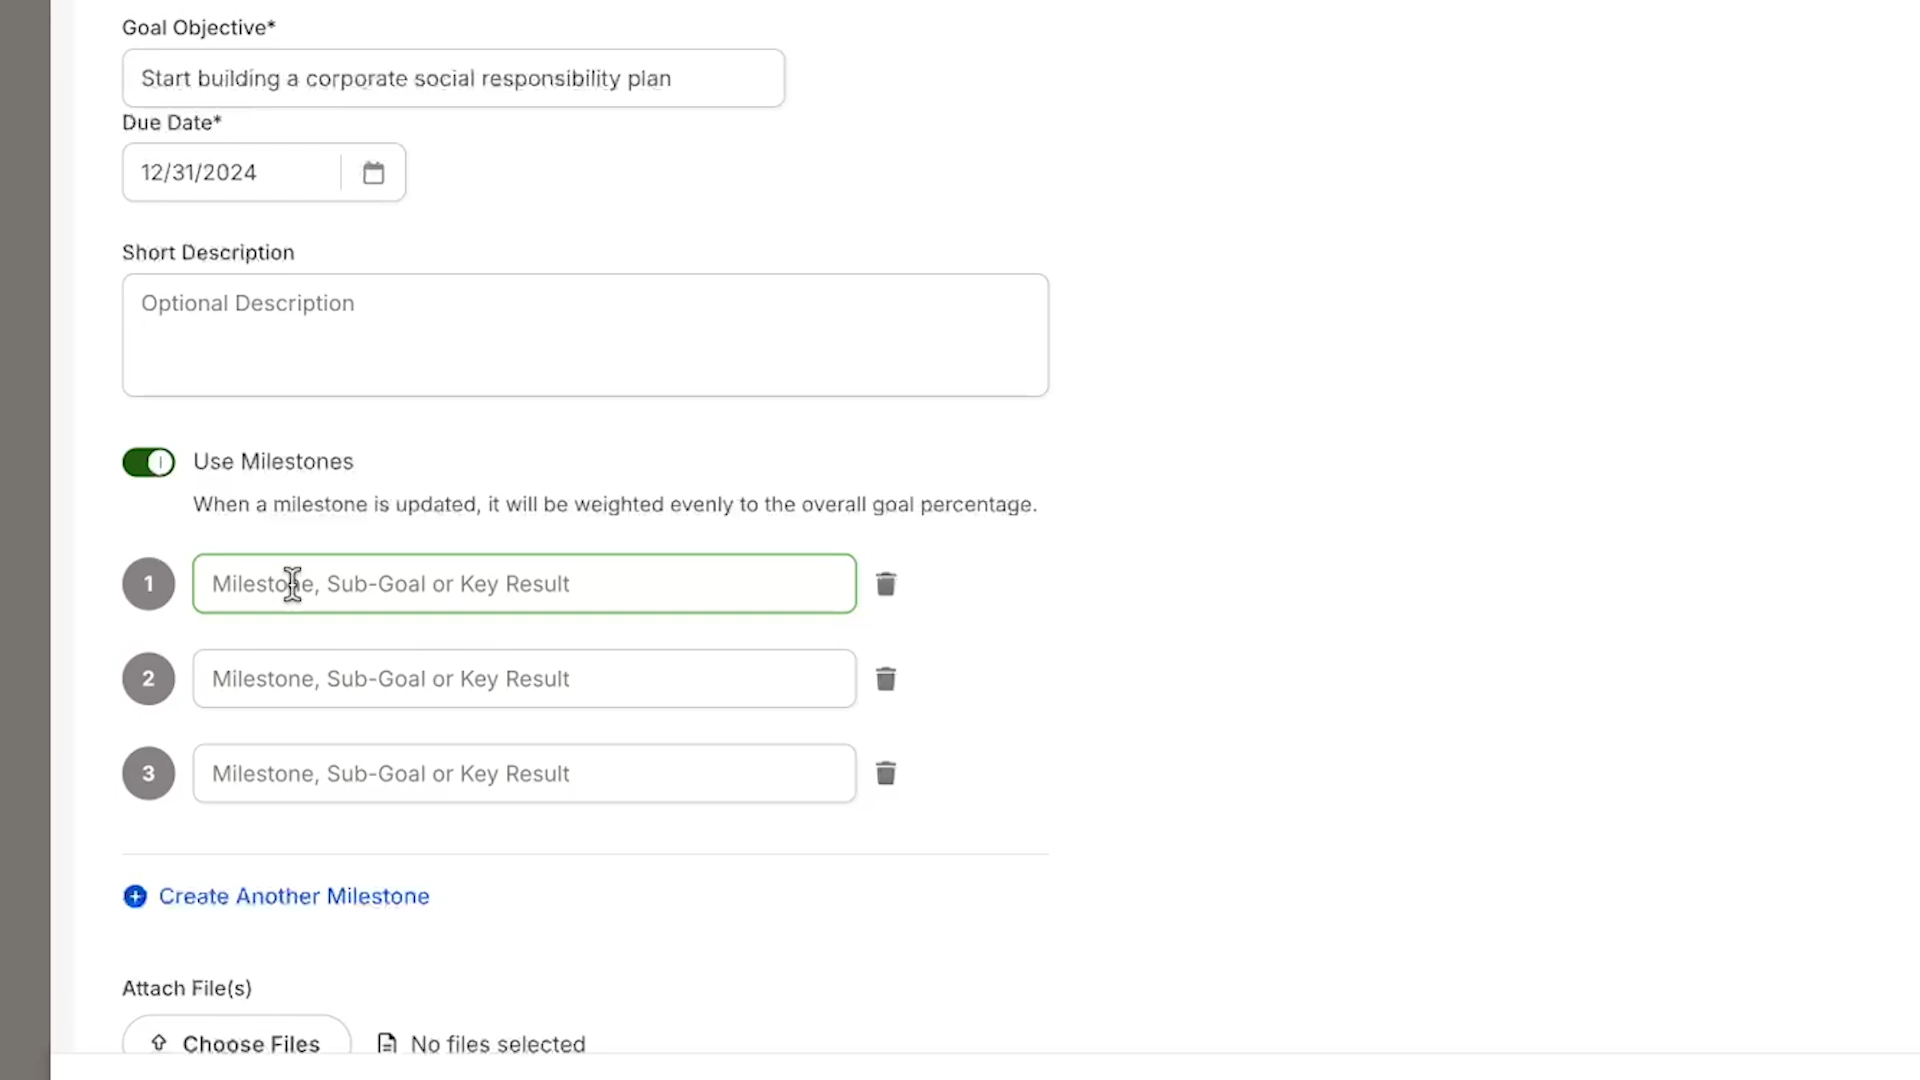 Goal Objective*
Start building a corporate social responsibility plan
Due Date*
12/31/2024
Short Description
Optional Description
Use Milestones
When a milestone is updated, it will be weighted evenly to the overall goal percentage.
1 Milestone, Sub-Goal or Key Result
2 Milestone, Sub-Goal or Key Result
3 Milestone, Sub-Goal or Key Result
Create Another Milestone
Attach File(s)
Choose Files No files selected